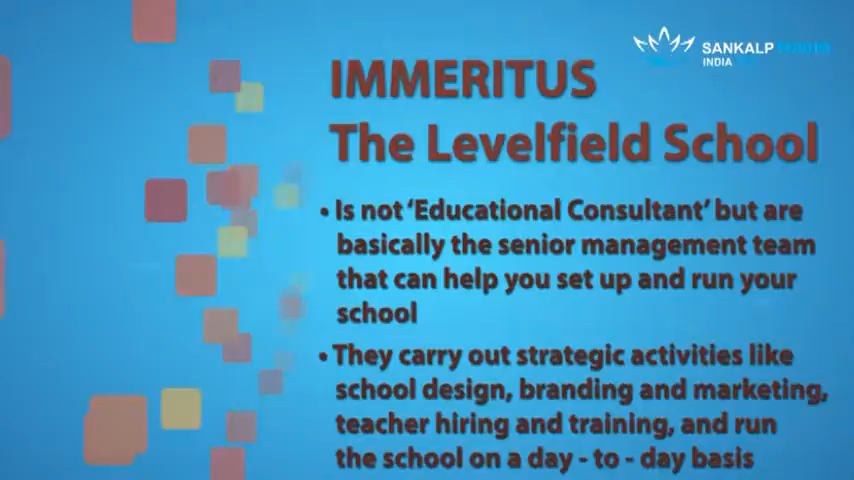 SANKALP
INDIA
IMMERITUS
The Levelfield School
• Is not ‘Educational Consultant’ but are
basically the senior management team
that can help you set up and run your
school
• They carry out strategic activities like
school design, branding and marketing,
teacher hiring and training, and run
the school on a day - to - day basis